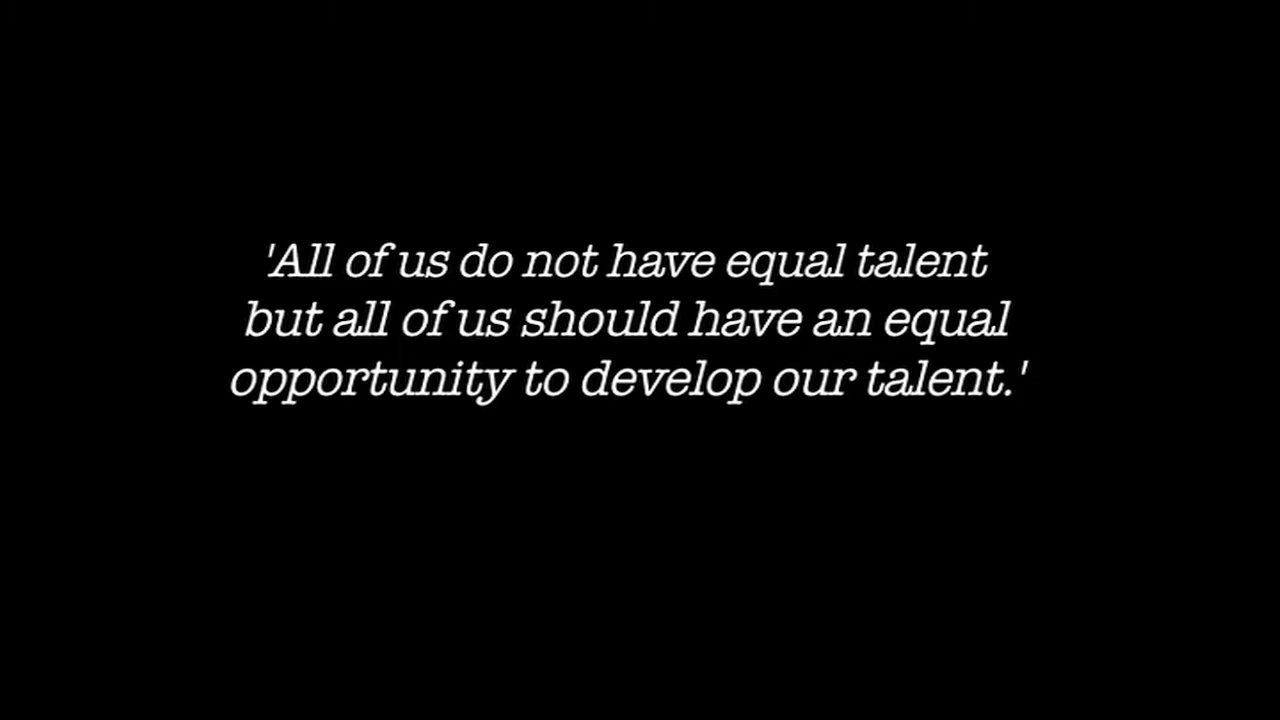 'All of us do not have equal talent
but all of us should have an equal
opportunity to develop our talent.'